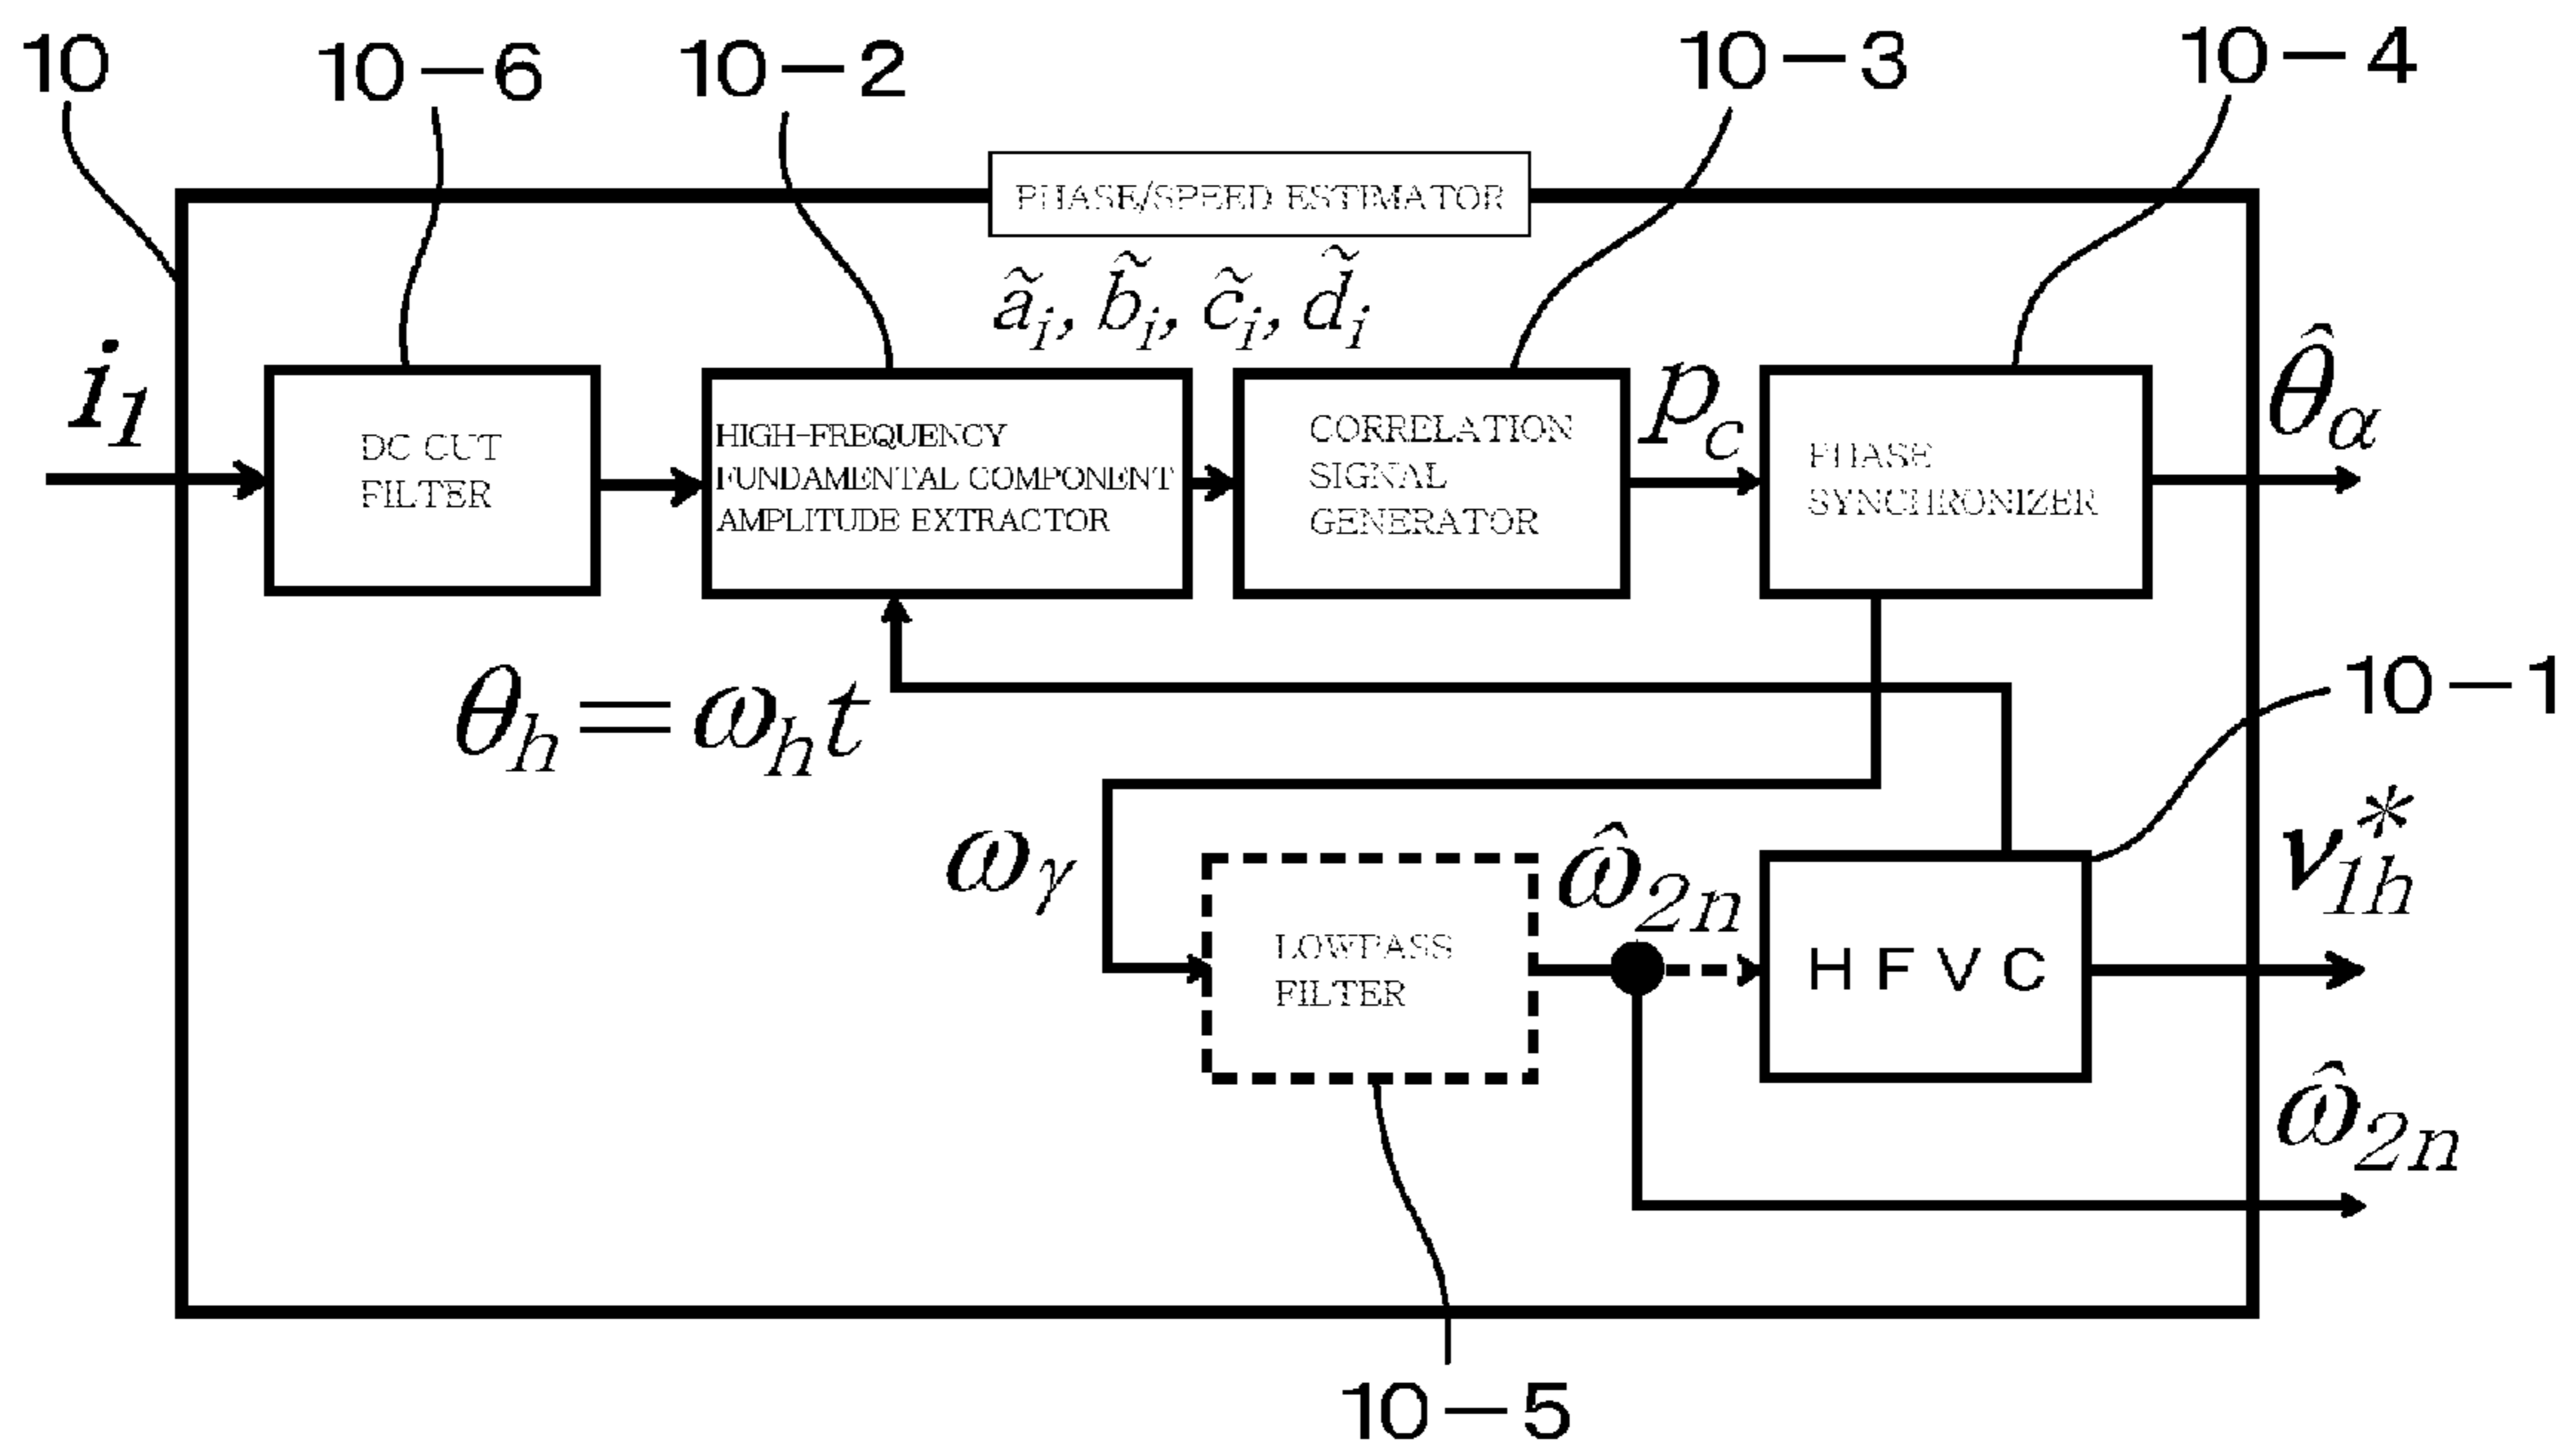 10
10-6
10-2
10-3
10-4
PHASE/SPEED ESTIMATOR
ã_i, b̃_i, c̃_i, d̃_i
i_1
DC CUT
FILTER
HIGH-FREQUENCY
FUNDAMENTAL COMPONENT
AMPLITUDE EXTRACTOR
CORRELATION
SIGNAL
GENERATOR
p_c
PHASE
SYNCHRONIZER
θ̂_α
θ_h=ω_h t
10-1
ω_γ
LOWPASS
FILTER
ω̂_2n
HFVC
v*_1h
ω̂_2n
10-5